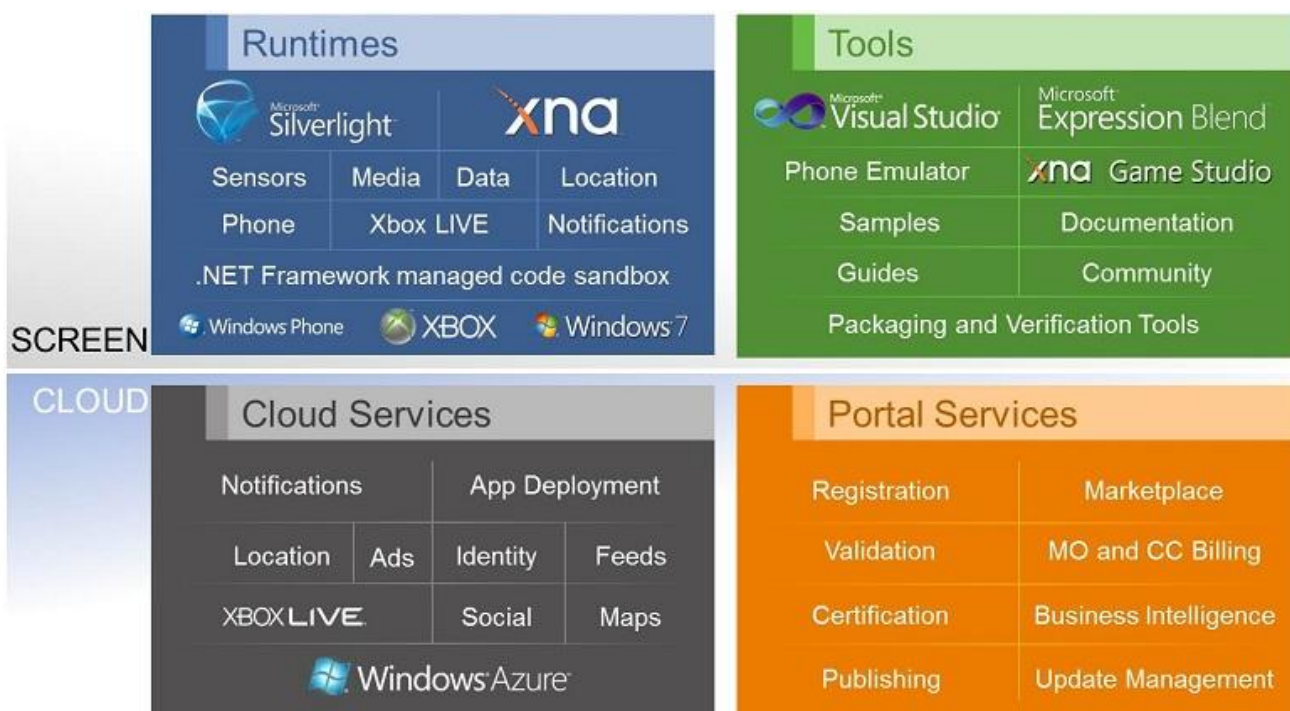 Runtimes
Microsoft®
Silverlight™
xna
Sensors Media Data Location
Phone Xbox LIVE Notifications
.NET Framework managed code sandbox
Windows Phone XBOX Windows 7
SCREEN
Tools
Microsoft®
Visual Studio®
Microsoft®
Expression Blend
Phone Emulator xna Game Studio
Samples Documentation
Guides Community
Packaging and Verification Tools
CLOUD
Cloud Services
Notifications App Deployment
Location Ads Identity Feeds
XBOX LIVE Social Maps
Windows Azure™
Portal Services
Registration Marketplace
Validation MO and CC Billing
Certification Business Intelligence
Publishing Update Management